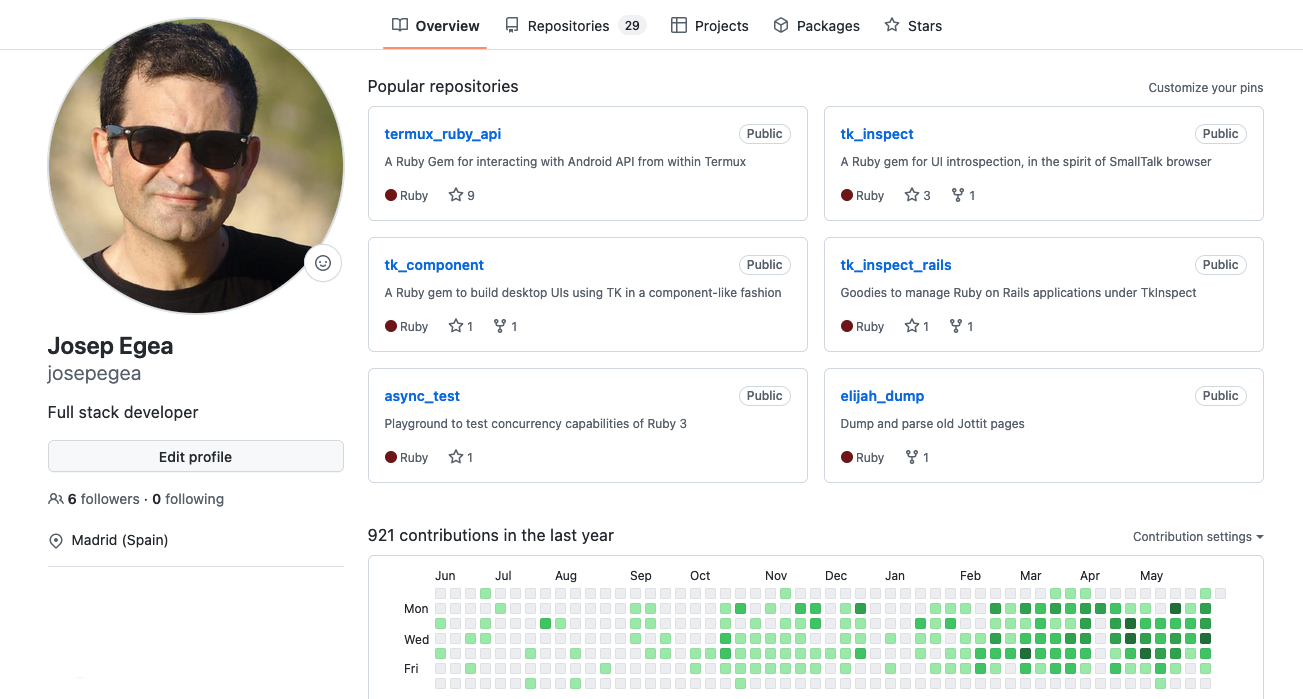 Overview Repositories 29 Projects Packages Stars
Popular repositories
Customize your pins
termux_ruby_api Public
A Ruby Gem for interacting with Android API from within Termux
Ruby 9
tk_inspect Public
A Ruby gem for UI introspection, in the spirit of SmallTalk browser
Ruby 3 1
tk_component Public
A Ruby gem to build desktop UIs using TK in a component-like fashion
Ruby 1 1
tk_inspect_rails Public
Goodies to manage Ruby on Rails applications under TkInspect
Ruby 1 1
async_test Public
Playground to test concurrency capabilities of Ruby 3
Ruby 1
elijah_dump Public
Dump and parse old Jottit pages
Ruby 1
Josep Egea
josepegea
Full stack developer
Edit profile
6 followers · 0 following
Madrid (Spain)
921 contributions in the last year
Contribution settings
Jun Jul Aug Sep Oct Nov Dec Jan Feb Mar Apr May
Mon
Wed
Fri